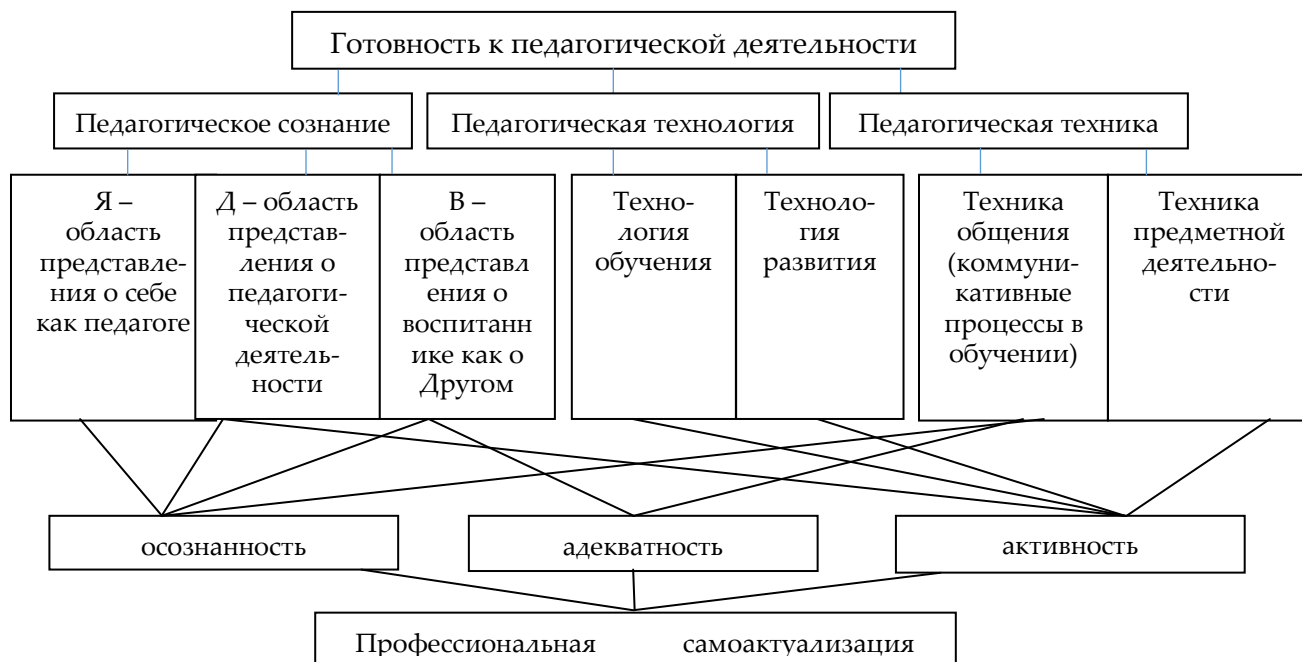 Готовность к педагогической деятельности
Педагогическое сознание
Педагогическая технология
Педагогическая техника
Я –
область
представле-
ния о себе
как педагоге
Д – область
представ-
ления о
педагоги-
ческой
деятель-
ности
В –
область
представл
ения о
воспитанн
ике как о
Другом
Техно-
логия
обучения
Техноло-
гия
развития
Техника
общения
(коммуни-
кативные
процессы в
обучении)
Техника
предметной
деятельно-
сти
осознанность
адекватность
активность
Профессиональная самоактуализация